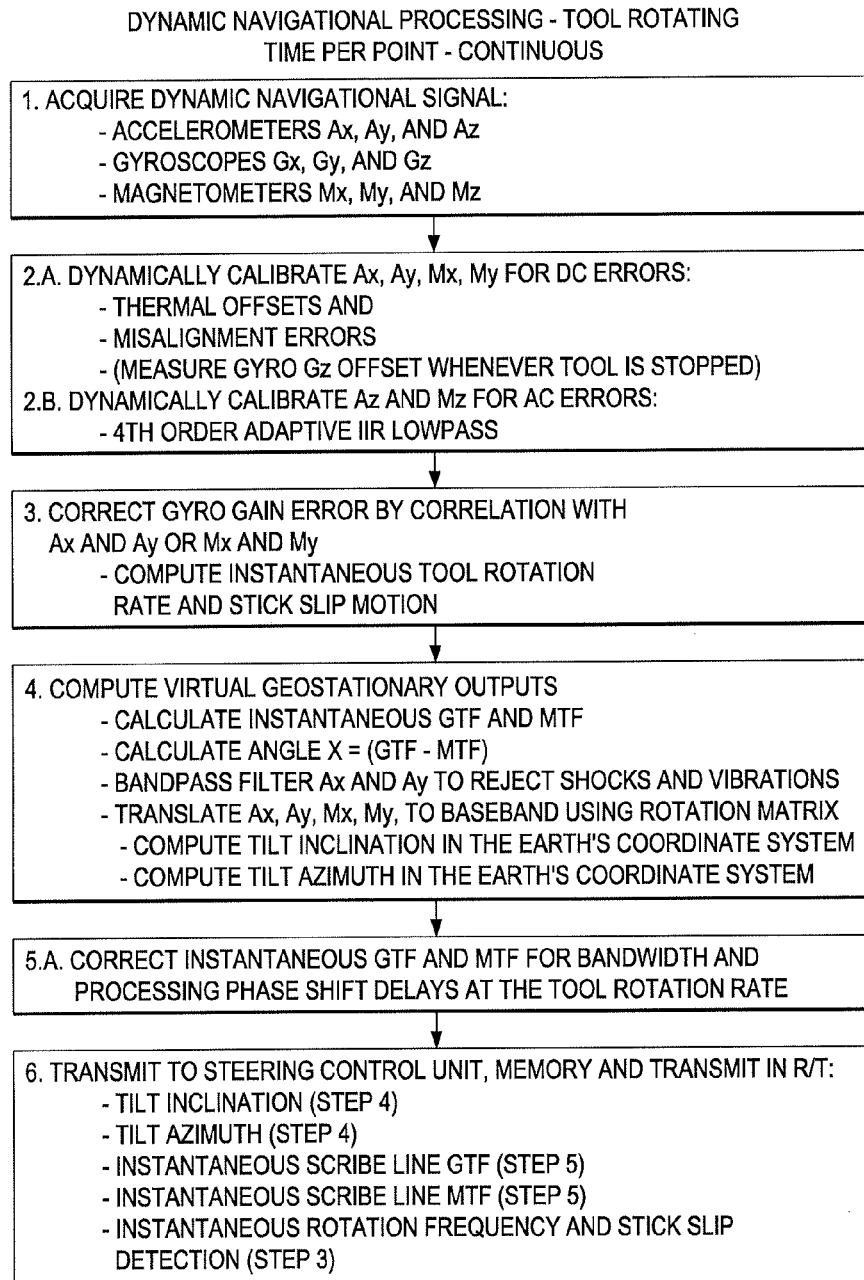 DYNAMIC NAVIGATIONAL PROCESSING - TOOL ROTATING
TIME PER POINT - CONTINUOUS
1. ACQUIRE DYNAMIC NAVIGATIONAL SIGNAL:
- ACCELEROMETERS Ax, Ay, AND Az
- GYROSCOPES Gx, Gy, AND Gz
- MAGNETOMETERS Mx, My, AND Mz
2.A. DYNAMICALLY CALIBRATE Ax, Ay, Mx, My FOR DC ERRORS:
- THERMAL OFFSETS AND
- MISALIGNMENT ERRORS
- (MEASURE GYRO Gz OFFSET WHENEVER TOOL IS STOPPED)
2.B. DYNAMICALLY CALIBRATE Az AND Mz FOR AC ERRORS:
- 4TH ORDER ADAPTIVE IIR LOWPASS
3. CORRECT GYRO GAIN ERROR BY CORRELATION WITH
Ax AND Ay OR Mx AND My
- COMPUTE INSTANTANEOUS TOOL ROTATION
RATE AND STICK SLIP MOTION
4. COMPUTE VIRTUAL GEOSTATIONARY OUTPUTS
- CALCULATE INSTANTANEOUS GTF AND MTF
- CALCULATE ANGLE X = (GTF - MTF)
- BANDPASS FILTER Ax AND Ay TO REJECT SHOCKS AND VIBRATIONS
- TRANSLATE Ax, Ay, Mx, My, TO BASEBAND USING ROTATION MATRIX
- COMPUTE TILT INCLINATION IN THE EARTH'S COORDINATE SYSTEM
- COMPUTE TILT AZIMUTH IN THE EARTH'S COORDINATE SYSTEM
5.A. CORRECT INSTANTANEOUS GTF AND MTF FOR BANDWIDTH AND
PROCESSING PHASE SHIFT DELAYS AT THE TOOL ROTATION RATE
6. TRANSMIT TO STEERING CONTROL UNIT, MEMORY AND TRANSMIT IN R/T:
- TILT INCLINATION (STEP 4)
- TILT AZIMUTH (STEP 4)
- INSTANTANEOUS SCRIBE LINE GTF (STEP 5)
- INSTANTANEOUS SCRIBE LINE MTF (STEP 5)
- INSTANTANEOUS ROTATION FREQUENCY AND STICK SLIP
DETECTION (STEP 3)